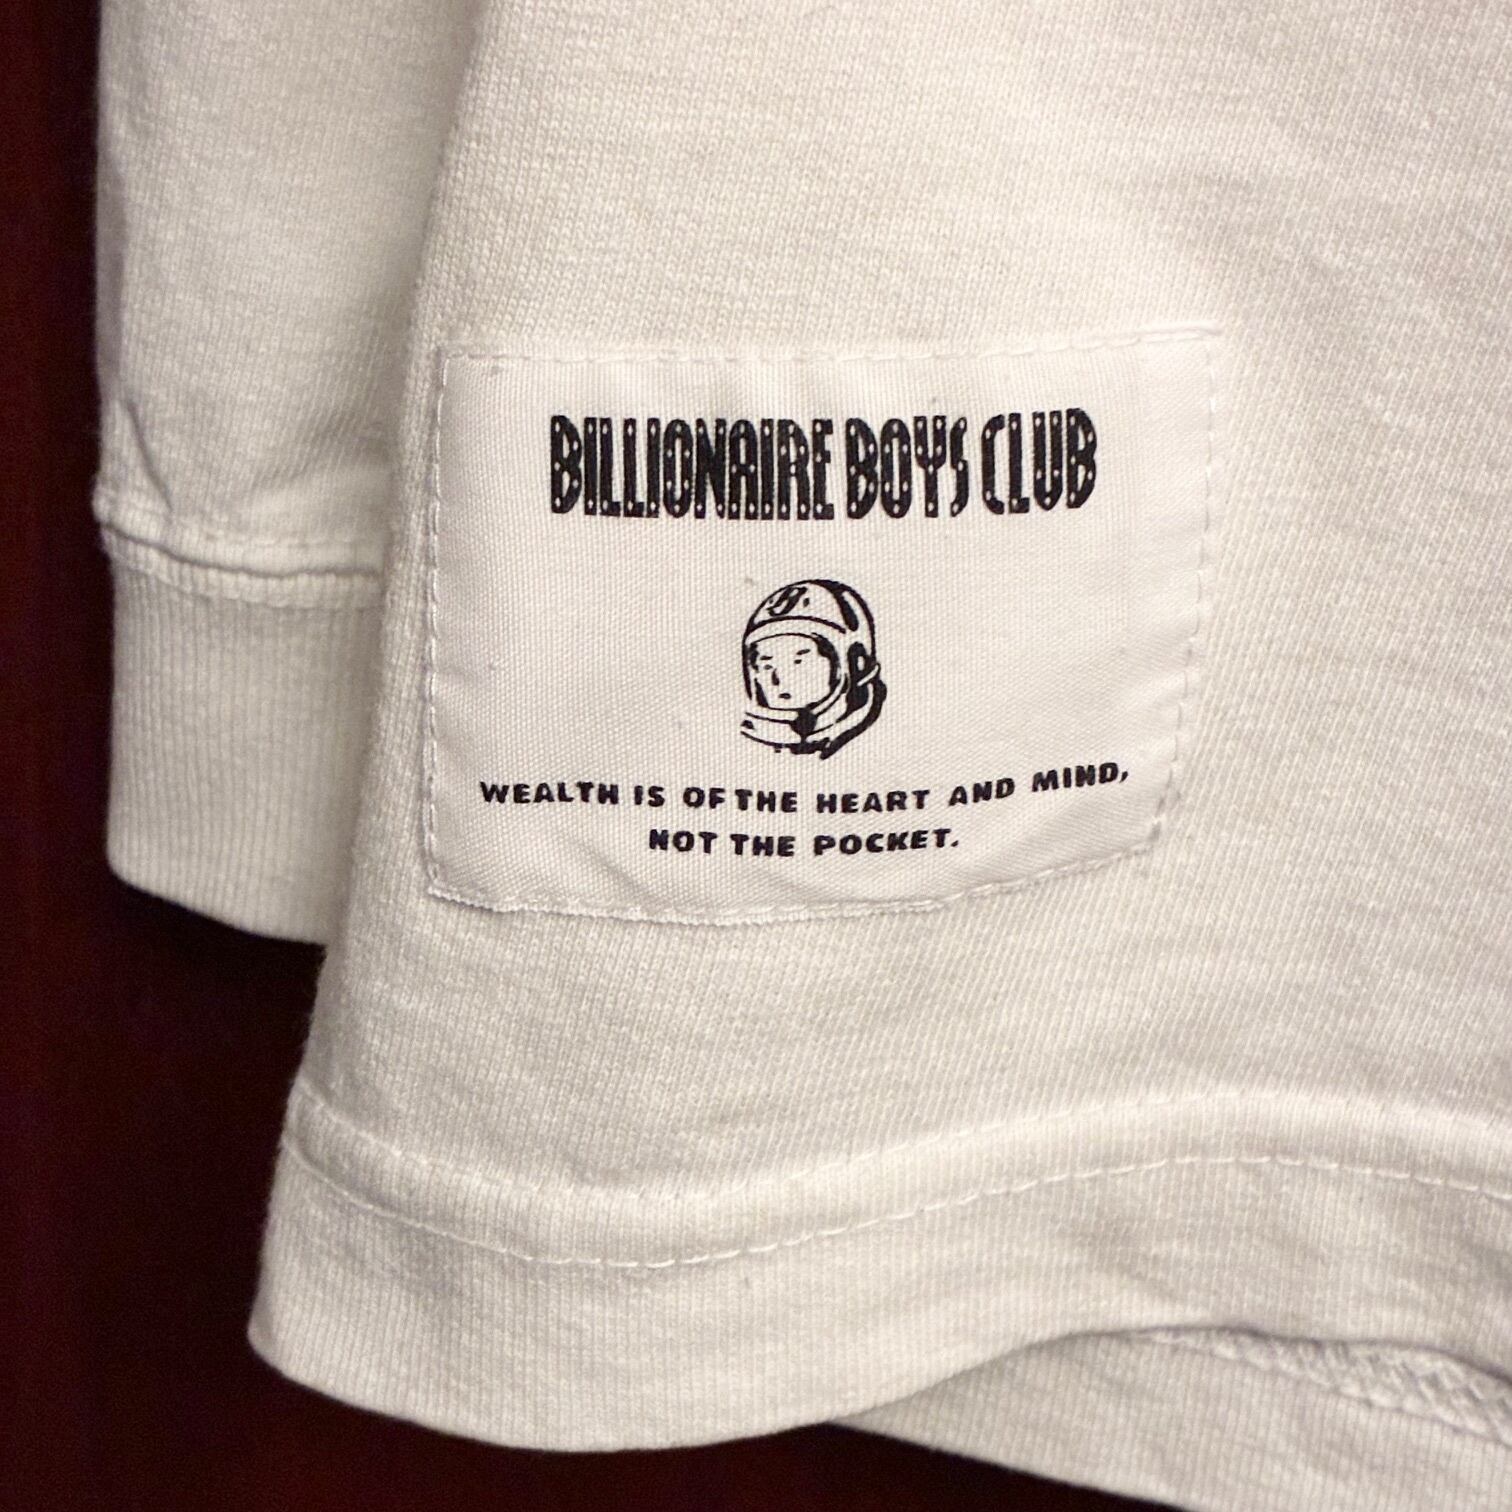 BILLIONAIRE BOYS CLUB
WEALTH IS OF THE HEART AND MIND,
NOT THE POCKET.